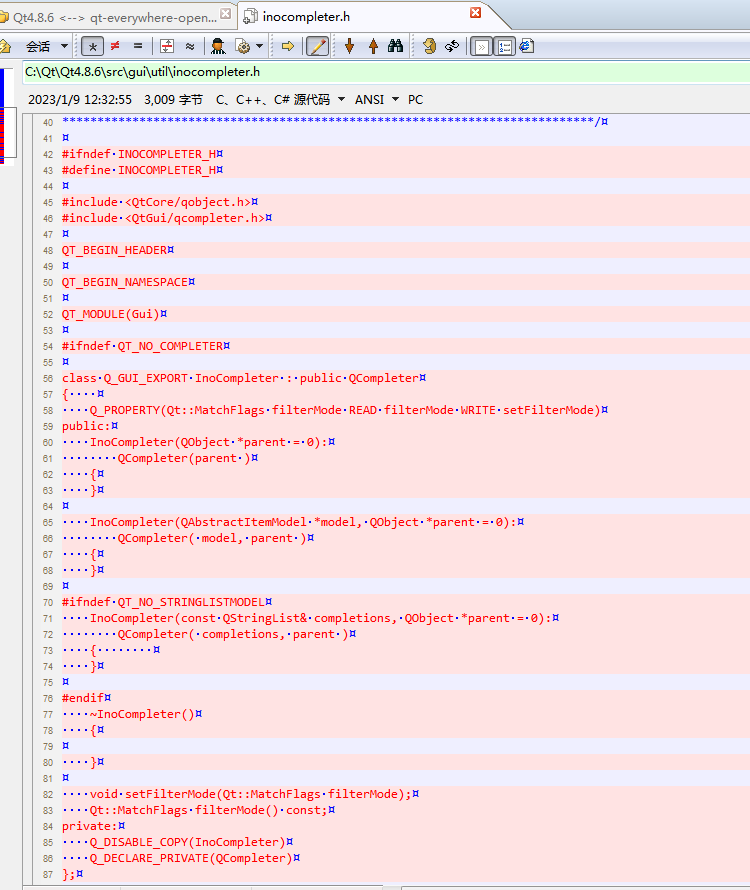 Qt4.8.6 <--> qt-everywhere-open...
inocompleter.h
会话
C:\Qt\Qt4.8.6\src\gui\util\inocompleter.h
2023/1/9 12:32:55 3,009 字节 C、C++、C# 源代码 ANSI PC
40 ****************************************************************************/¤
41 ¤
42 #ifndef·INOCOMPLETER_H¤
43 #define·INOCOMPLETER_H¤
44 ¤
45 #include·<QtCore/qobject.h>¤
46 #include·<QtGui/qcompleter.h>¤
47 ¤
48 QT_BEGIN_HEADER¤
49 ¤
50 QT_BEGIN_NAMESPACE¤
51 ¤
52 QT_MODULE(Gui)¤
53 ¤
54 #ifndef·QT_NO_COMPLETER¤
55 ¤
56 class·Q_GUI_EXPORT·InoCompleter·:·public·QCompleter¤
57 {····¤
58 ····Q_PROPERTY(Qt::MatchFlags·filterMode·READ·filterMode·WRITE·setFilterMode)¤
59 public:¤
60 ····InoCompleter(QObject·*parent·=·0):¤
61 ········QCompleter(parent·)¤
62 ····{¤
63 ····}¤
64 ¤
65 ····InoCompleter(QAbstractItemModel·*model,·QObject·*parent·=·0):¤
66 ········QCompleter(·model,·parent·)¤
67 ····{¤
68 ····}¤
69 ¤
70 #ifndef·QT_NO_STRINGLISTMODEL¤
71 ····InoCompleter(const·QStringList&·completions,·QObject·*parent·=·0):¤
72 ········QCompleter(·completions,·parent·)¤
73 ····{········¤
74 ····}¤
75 ¤
76 #endif¤
77 ····~InoCompleter()¤
78 ····{¤
79 ¤
80 ····}¤
81 ¤
82 ····void·setFilterMode(Qt::MatchFlags·filterMode);¤
83 ····Qt::MatchFlags·filterMode()·const;¤
84 private:¤
85 ····Q_DISABLE_COPY(InoCompleter)¤
86 ····Q_DECLARE_PRIVATE(QCompleter)¤
87 };¤